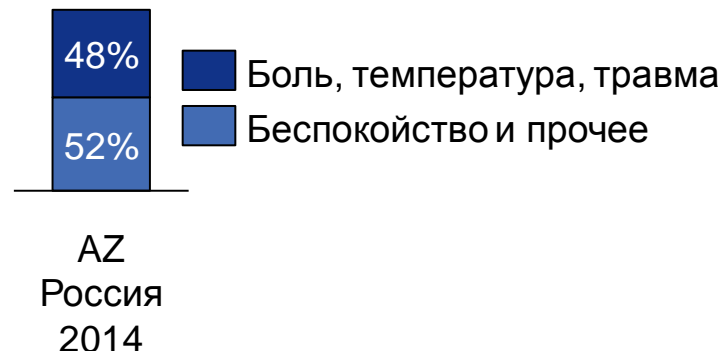 48%
Боль, температура, травма
52%
Беспокойство и прочее
AZ
Россия
2014